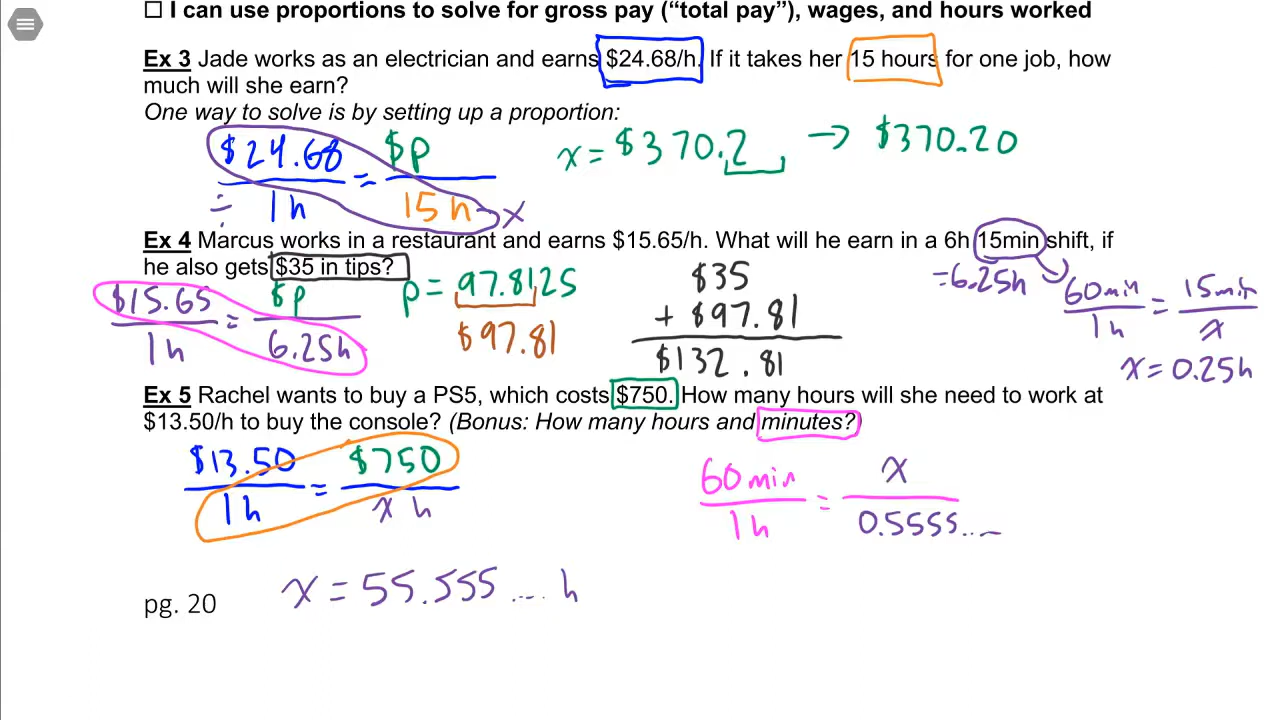 ☐ I can use proportions to solve for gross pay (“total pay”), wages, and hours worked
Ex 3 Jade works as an electrician and earns $24.68/h. If it takes her 15 hours for one job, how
much will she earn?
One way to solve is by setting up a proportion:
$24.68 / 1h = $p / 15h
÷ x
x = $370.2 → $370.20
Ex 4 Marcus works in a restaurant and earns $15.65/h. What will he earn in a 6h 15min shift, if
he also gets $35 in tips?
$15.65 / 1h = $p / 6.25h
p = 97.8125
$97.81
$35
+ $97.81
$132.81
=6.25h
60min / 1h = 15min / x
x = 0.25h
Ex 5 Rachel wants to buy a PS5, which costs $750. How many hours will she need to work at
$13.50/h to buy the console? (Bonus: How many hours and minutes?)
$13.50 / 1h = $750 / x h
60min / 1h = x / 0.5555....
x = 55.555.... h
pg. 20